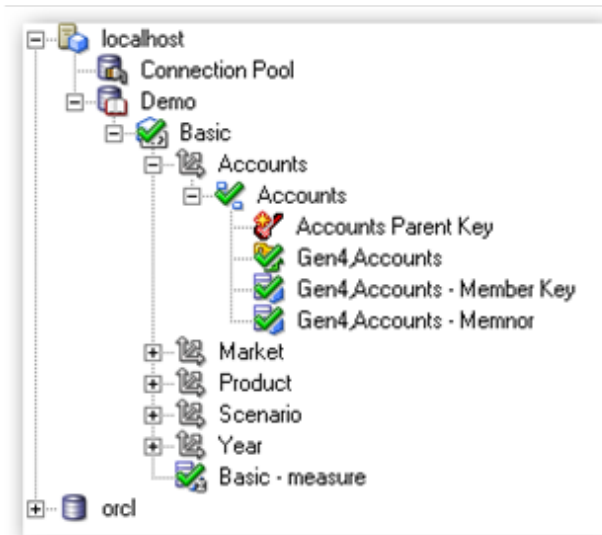 localhost
Connection Pool
Demo
Basic
Accounts
Accounts
Accounts Parent Key
Gen4,Accounts
Gen4,Accounts - Member Key
Gen4,Accounts - Memnor
Market
Product
Scenario
Year
Basic - measure
orcl